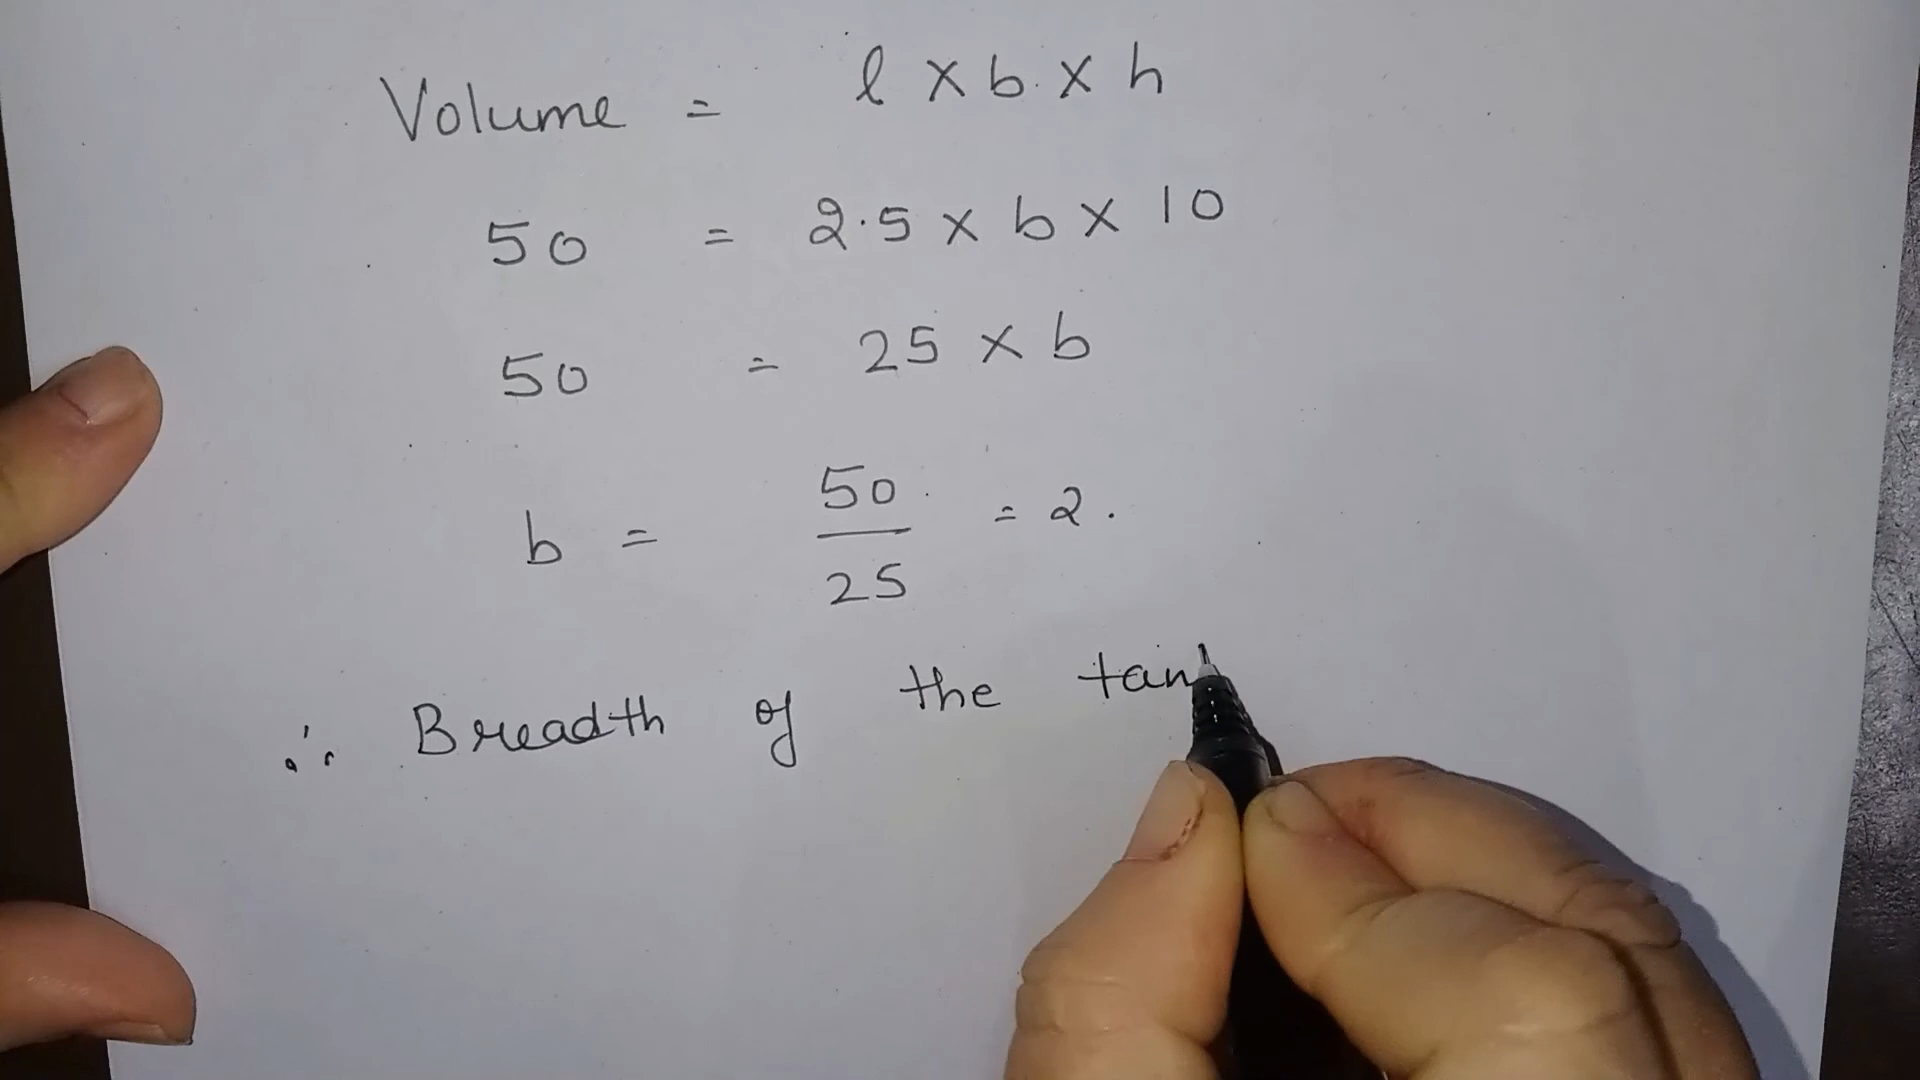 Volume = l × b × h
50 = 2.5 × b × 10
50 = 25 × b
b = 50/25 = 2.
∴ Breadth of the tan